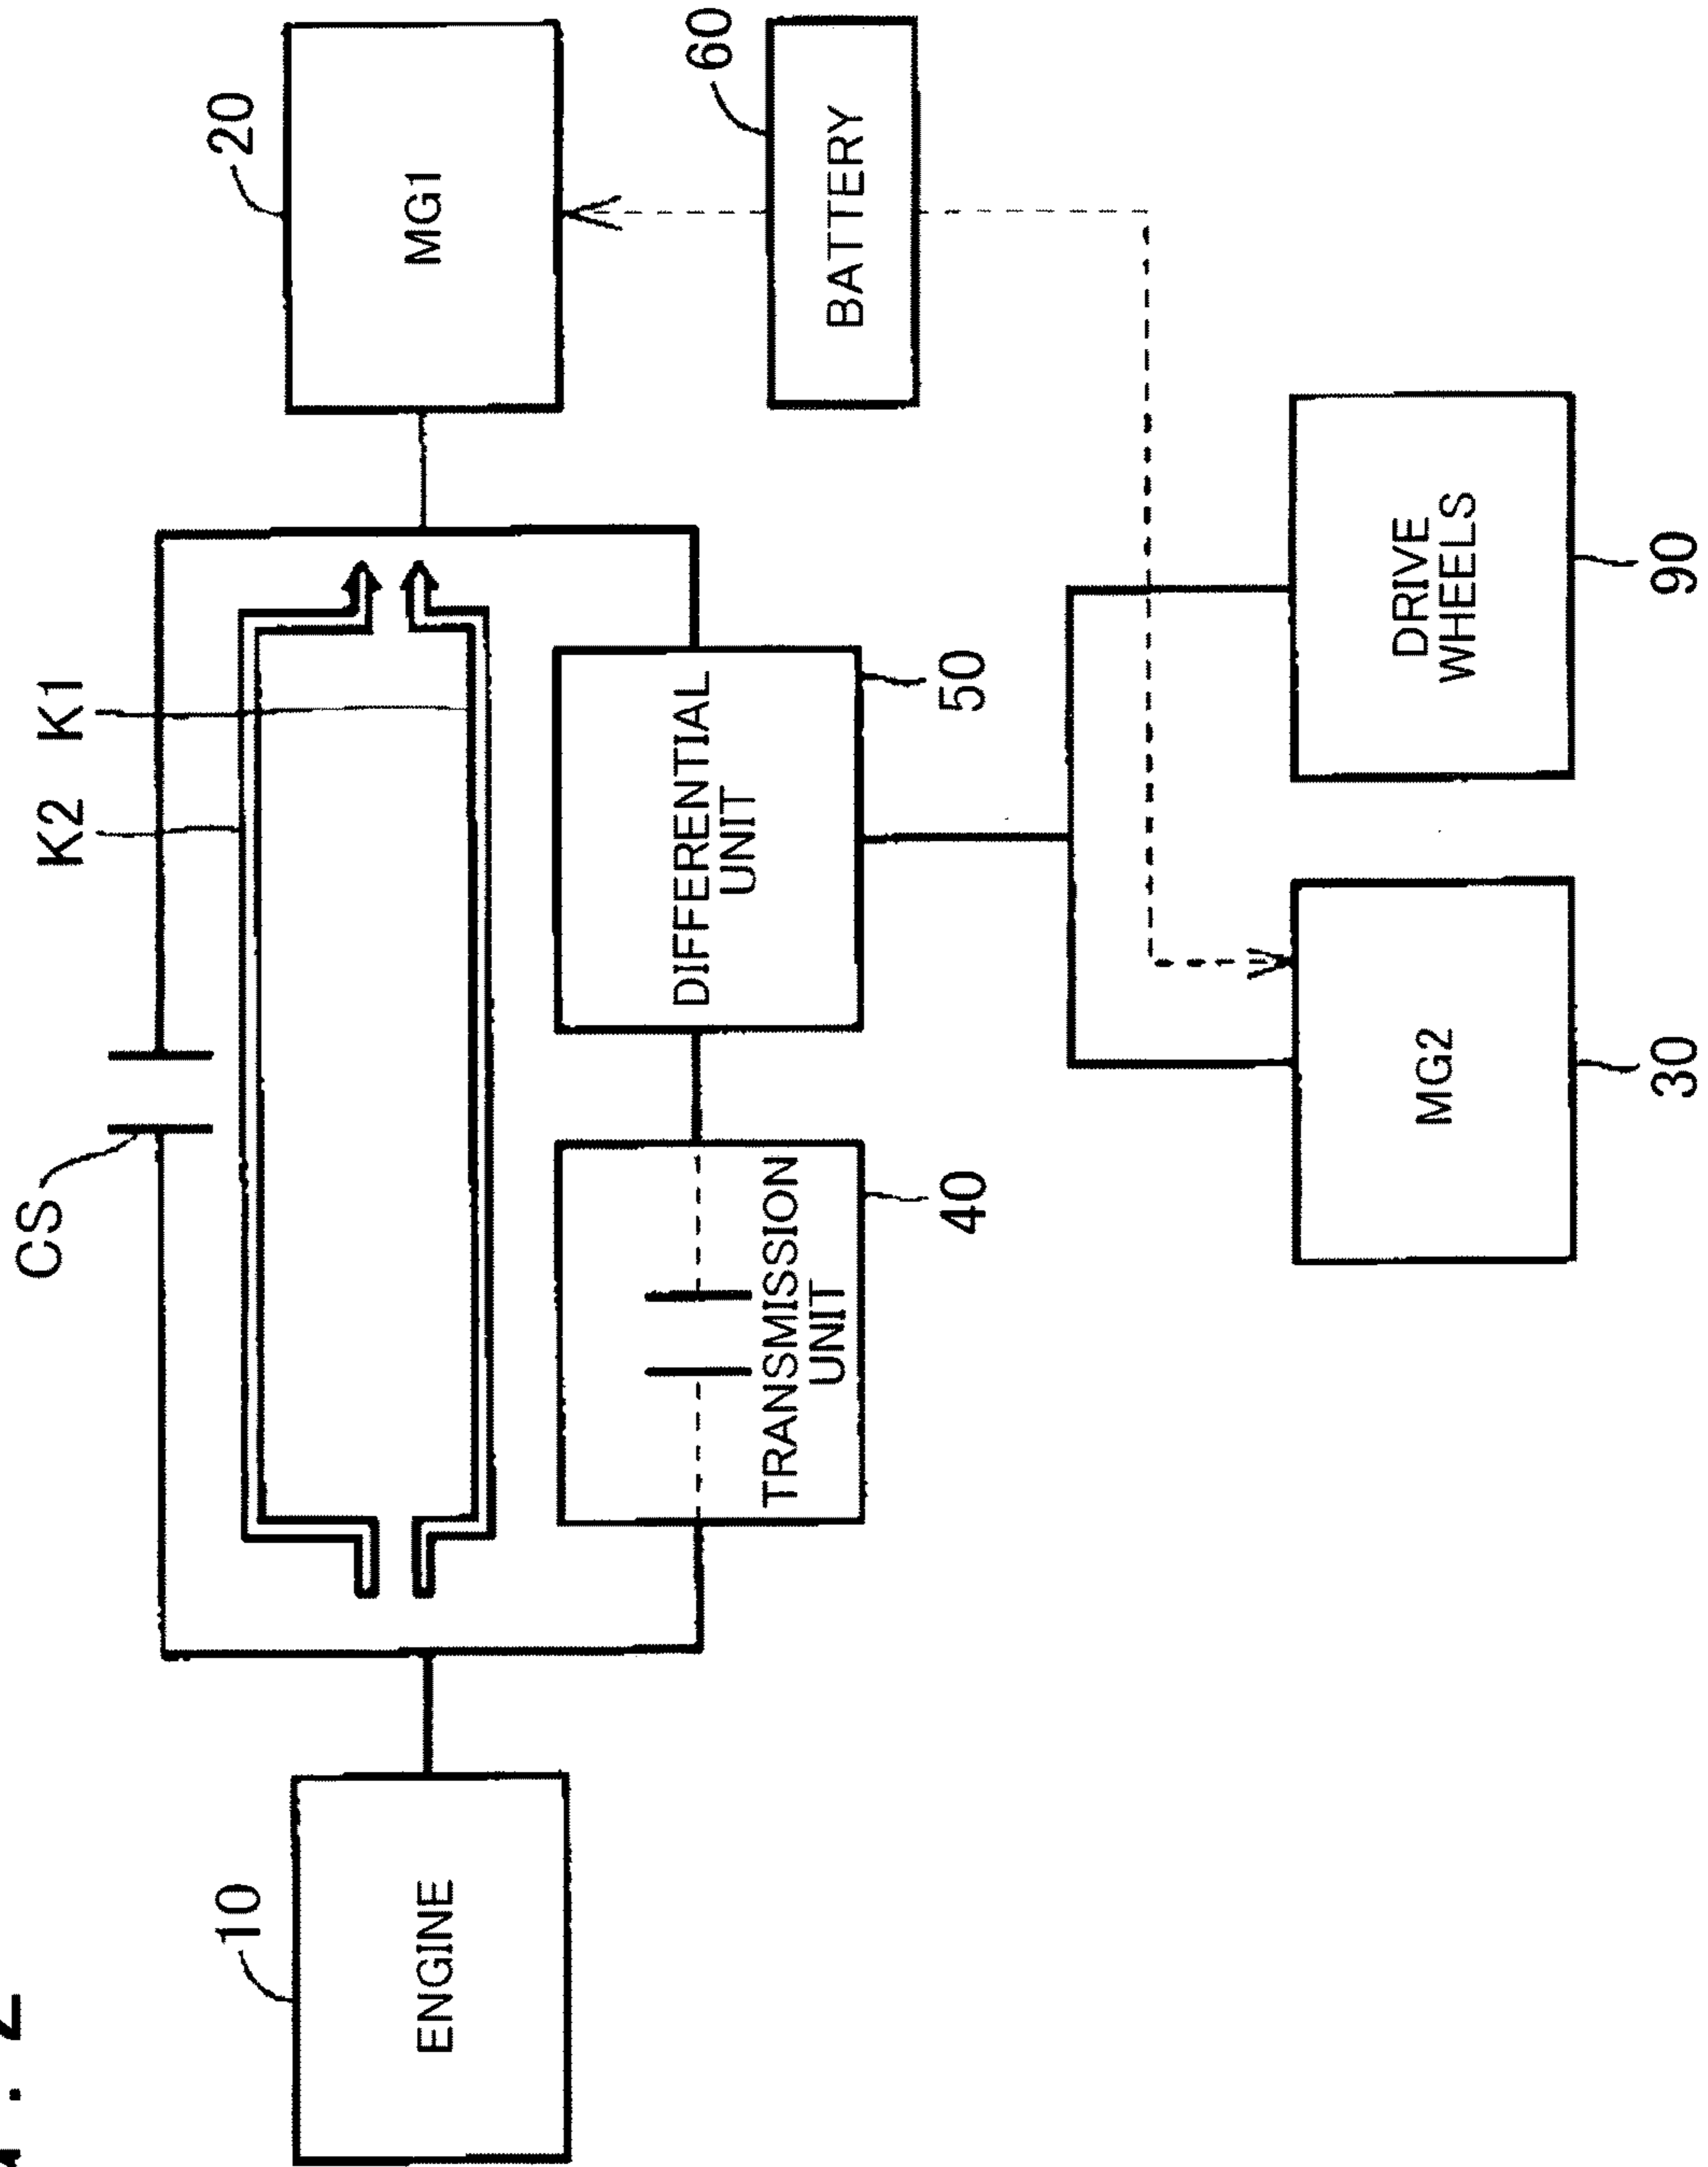 CS
K2
K1
10
20
ENGINE
MG1
60
TRANSMISSION
UNIT
DIFFERENTIAL
UNIT
BATTERY
40
50
MG2
DRIVE
WHEELS
30
90